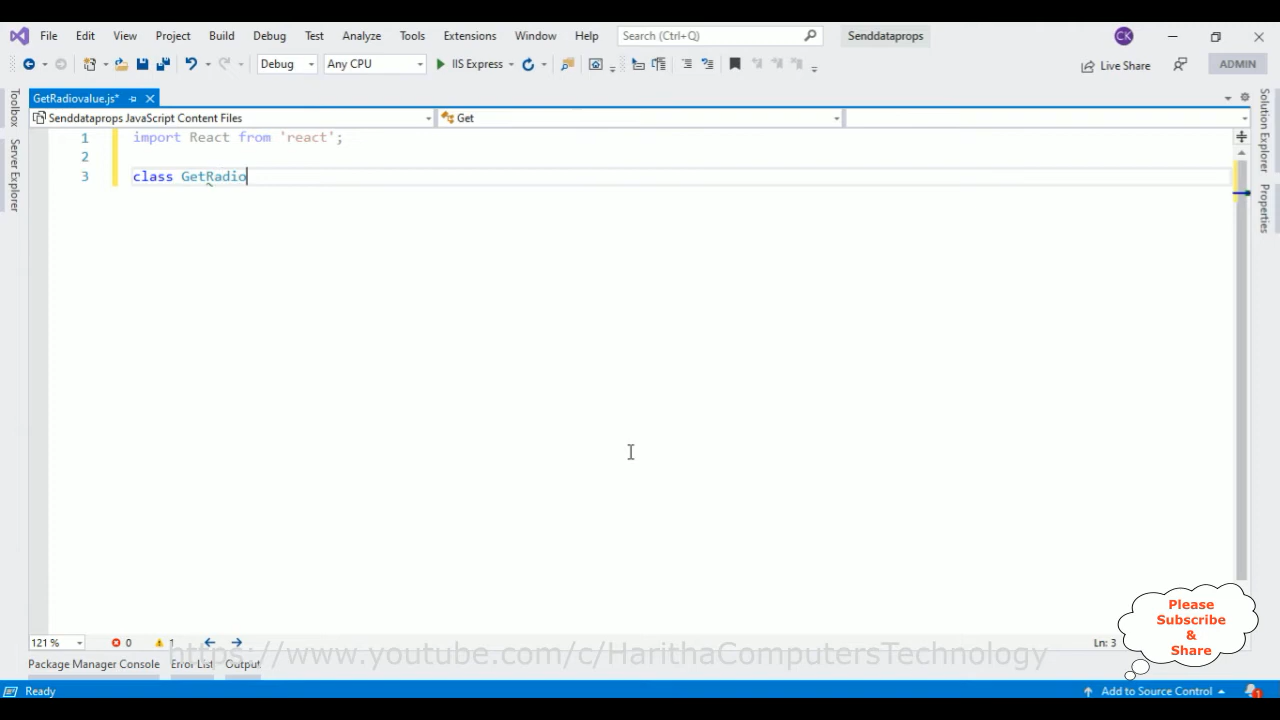 File Edit View Project Build Debug Test Analyze Tools Extensions Window Help Search (Ctrl+Q) Senddataprops CK
Debug Any CPU IIS Express Live Share ADMIN
GetRadiovalue.js*
Senddataprops JavaScript Content Files Get
1 import React from 'react';
2
3 class GetRadio
Toolbox
Server Explorer
Solution Explorer
Properties
Please
Subscribe
&
Share
121 % 0 1 Ln: 3
https://www.youtube.com/c/HarithaComputersTechnology
Package Manager Console Error List Output
Ready Add to Source Control 1